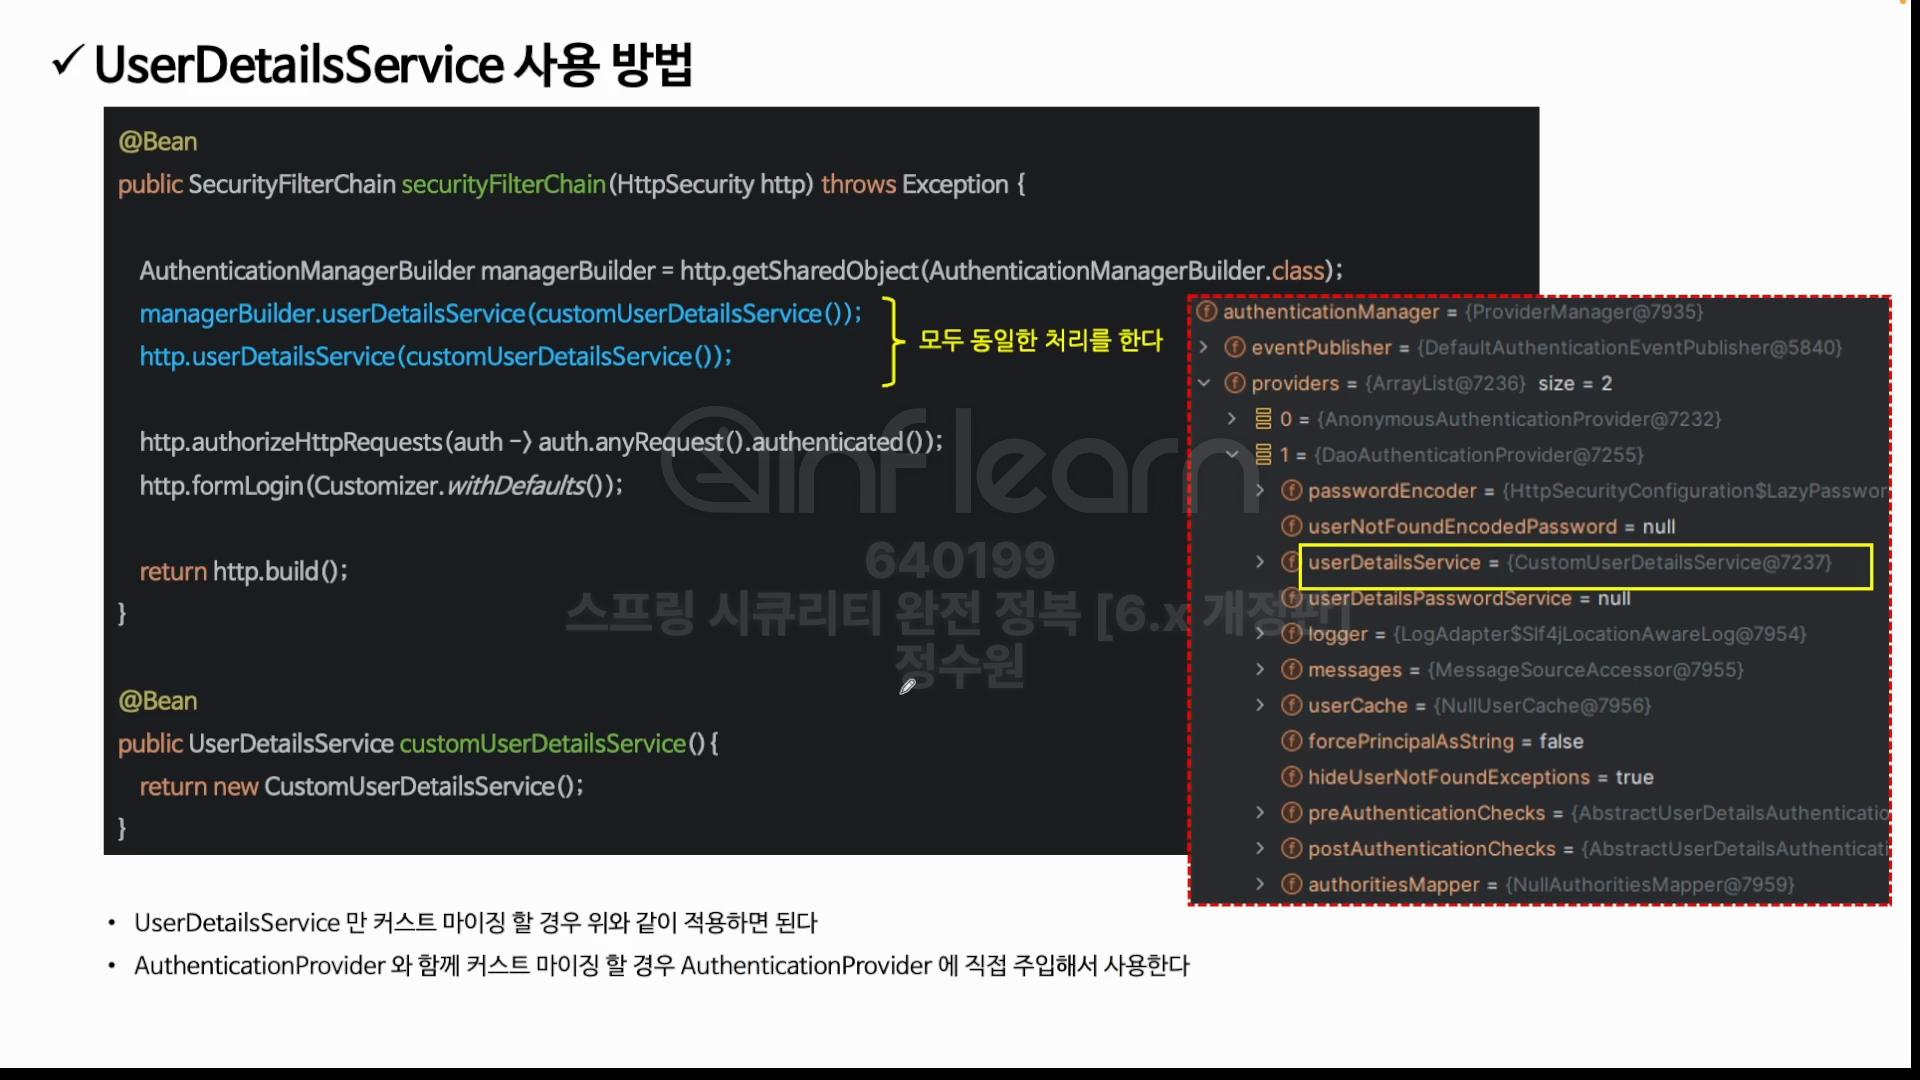 ✓ UserDetailsService 사용 방법
@Bean
public SecurityFilterChain securityFilterChain(HttpSecurity http) throws Exception {
AuthenticationManagerBuilder managerBuilder = http.getSharedObject(AuthenticationManagerBuilder.class);
managerBuilder.userDetailsService(customUserDetailsService());
http.userDetailsService(customUserDetailsService());
모두 동일한 처리를 한다
http.authorizeHttpRequests(auth -> auth.anyRequest().authenticated());
http.formLogin(Customizer.withDefaults());
return http.build();
}
@Bean
public UserDetailsService customUserDetailsService(){
return new CustomUserDetailsService();
}
authenticationManager = {ProviderManager@7935}
eventPublisher = {DefaultAuthenticationEventPublisher@5840}
providers = {ArrayList@7236} size = 2
0 = {AnonymousAuthenticationProvider@7232}
1 = {DaoAuthenticationProvider@7255}
passwordEncoder = {HttpSecurityConfiguration$LazyPasswor
userNotFoundEncodedPassword = null
userDetailsService = {CustomUserDetailsService@7237}
userDetailsPasswordService = null
logger = {LogAdapter$Slf4jLocationAwareLog@7954}
messages = {MessageSourceAccessor@7955}
userCache = {NullUserCache@7956}
forcePrincipalAsString = false
hideUserNotFoundExceptions = true
preAuthenticationChecks = {AbstractUserDetailsAuthenticatio
postAuthenticationChecks = {AbstractUserDetailsAuthenticati
authoritiesMapper = {NullAuthoritiesMapper@7959}
inflearn
640199
스프링 시큐리티 완전 정복 [6.x 개정판]
정수원
• UserDetailsService 만 커스트 마이징 할 경우 위와 같이 적용하면 된다
• AuthenticationProvider 와 함께 커스트 마이징 할 경우 AuthenticationProvider 에 직접 주입해서 사용한다